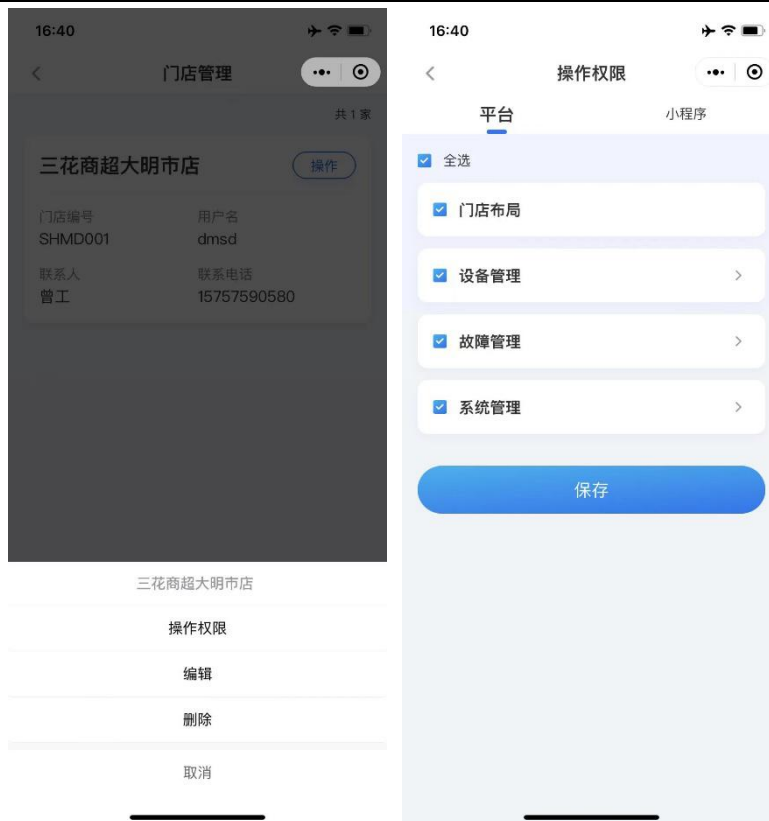 16:40
门店管理
共1家
三花商超大明市店
操作
门店编号
用户名
SHMD001
dmsd
联系人
联系电话
曾工
15757590580
三花商超大明市店
操作权限
编辑
删除
取消
16:40
操作权限
平台
小程序
全选
门店布局
设备管理
故障管理
系统管理
保存